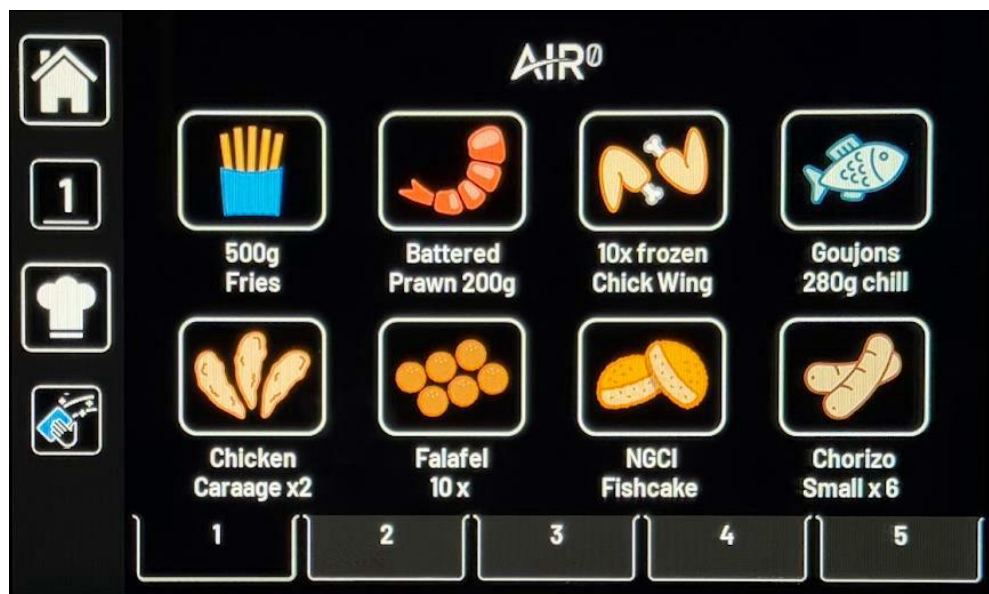 AIR0
1
500g
Fries
Battered
Prawn 200g
10x frozen
Chick Wing
Goujons
280g chill
Chicken
Caraage x2
Falafel
10 x
NGCI
Fishcake
Chorizo
Small x 6
1
2
3
4
5